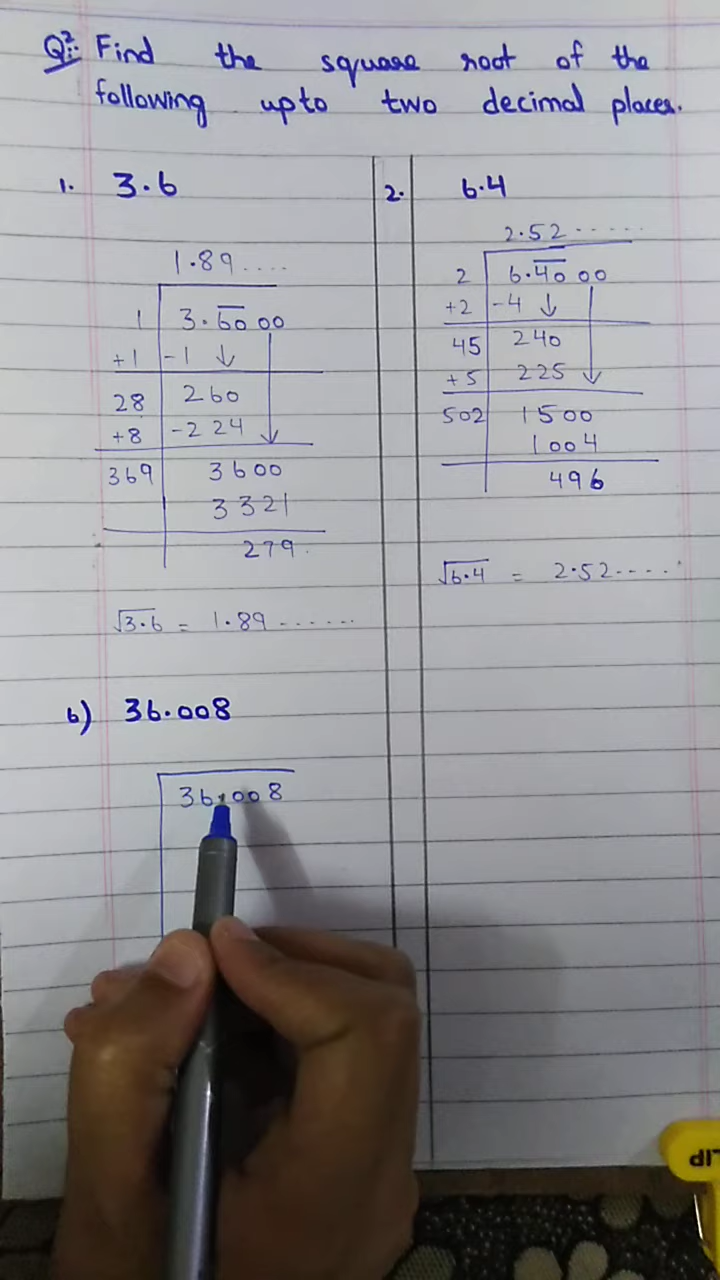 Q2:- Find the square root of the
following upto two decimal places.
1. 3.6
1.89....
1 3.60 00
+1 -1 ↓
28 260
+8 -224 ↓
369 3600
3321
279.
√3.6 = 1.89......
2. 6.4
2.52.....
2 6.40 00
+2 -4 ↓
45 240
+5 225 ↓
502 1500
1004
496
√6.4 = 2.52.....
b) 36.008
36.008
LIP